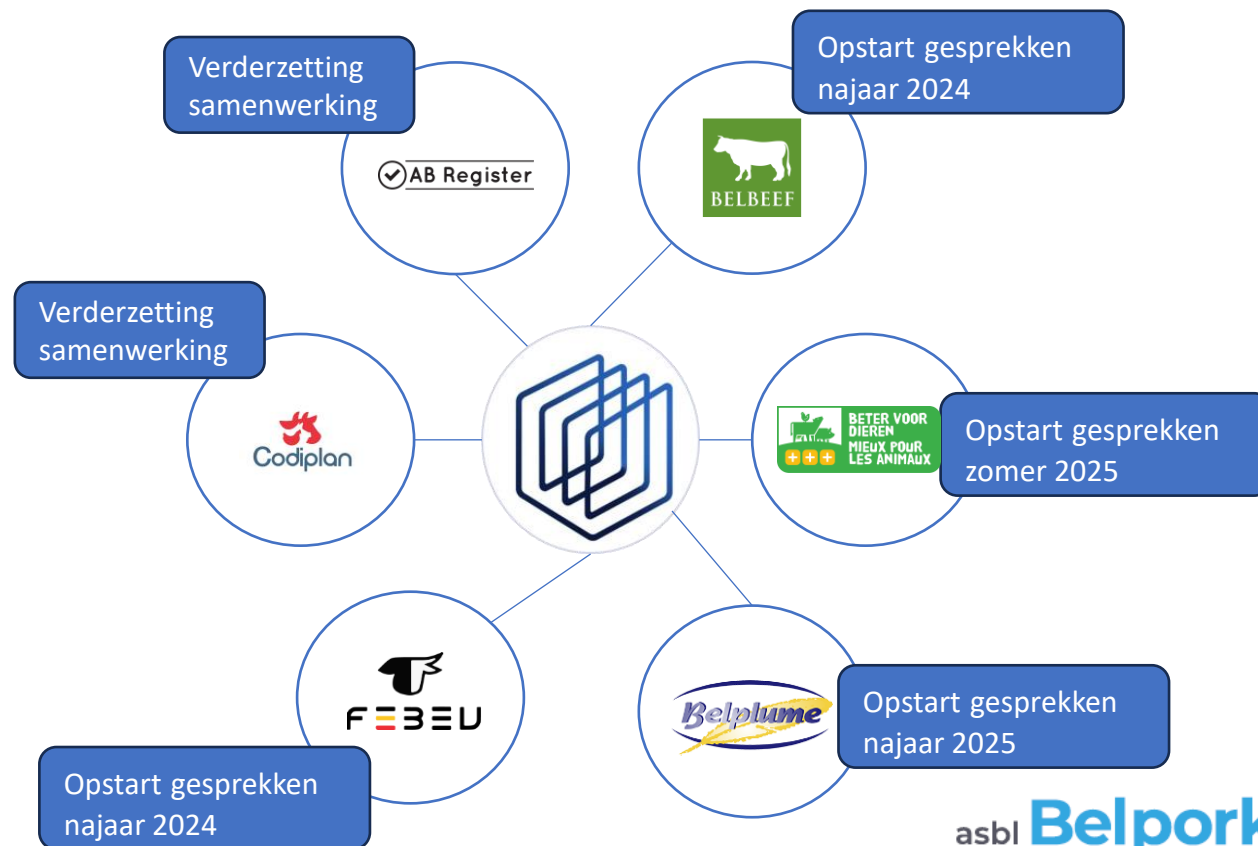 Verderzetting
samenwerking
AB Register
Opstart gesprekken
najaar 2024
BELBEEF
Verderzetting
samenwerking
Codiplan
BETER VOOR
DIEREN
MIEUX POUR
LES ANIMAUX
+++
Opstart gesprekken
zomer 2025
FEBEV
Opstart gesprekken
najaar 2024
Belplume
Opstart gesprekken
najaar 2025
asbl Belpork